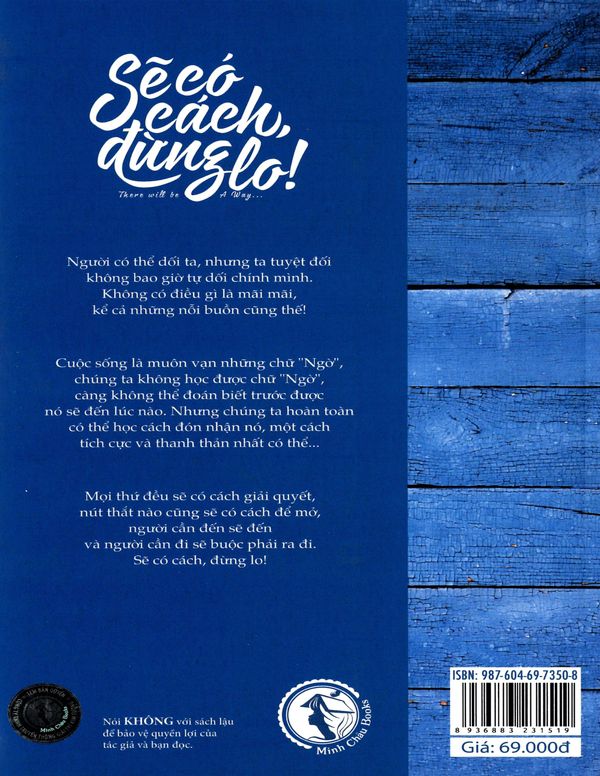 Sẽ có
cách,
đừng lo!
There will be A Way...
Người có thể dối ta, nhưng ta tuyệt đối
không bao giờ tự dối chính mình.
Không có điều gì là mãi mãi,
kể cả những nỗi buồn cũng thế!
Cuộc sống là muôn vạn những chữ "Ngờ",
chúng ta không học được chữ "Ngờ",
càng không thể đoán biết trước được
nó sẽ đến lúc nào. Nhưng chúng ta hoàn toàn
có thể học cách đón nhận nó, một cách
tích cực và thanh thản nhất có thể...
Mọi thứ đều sẽ có cách giải quyết,
nút thắt nào cũng sẽ có cách để mở,
người cần đến sẽ đến
và người cần đi sẽ buộc phải ra đi.
Sẽ có cách, đừng lo!
TEM BẢN QUYỀN
Minh Châu Books
Nói KHÔNG với sách lậu
để bảo vệ quyền lợi của
tác giả và bạn đọc.
Minh Châu Books
ISBN: 987-604-69-7350-8
8 936883 231519
Giá: 69.000đ